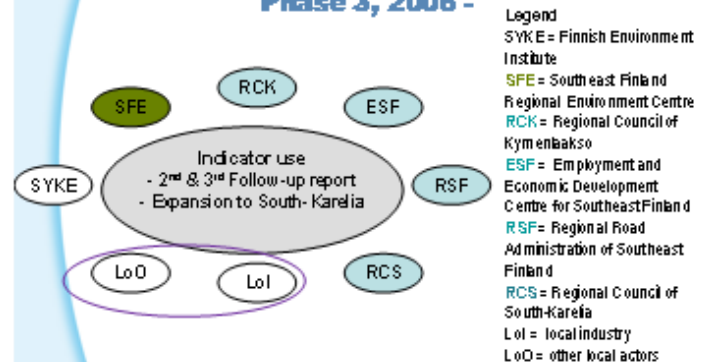 Phase 3, 2006 -
RCK
SFE
ESF
Indicator use
- 2nd & 3rd Follow-up report
- Expansion to South- Karelia
SYKE
RSF
LoO
LoI
RCS
Legend
SYKE= Finnish Environment
Institute
SFE= Southeast Finland
Regional Environment Centre
RCK= Regional Council of
Kymenlaakso
ESF= Employment and
Economic Development
Centre for Southeast Finland
RSF= Regional Road
Administration of Southeast
Finland
RCS= Regional Council of
South-Karelia
LoI = local industry
LoO= other local actors